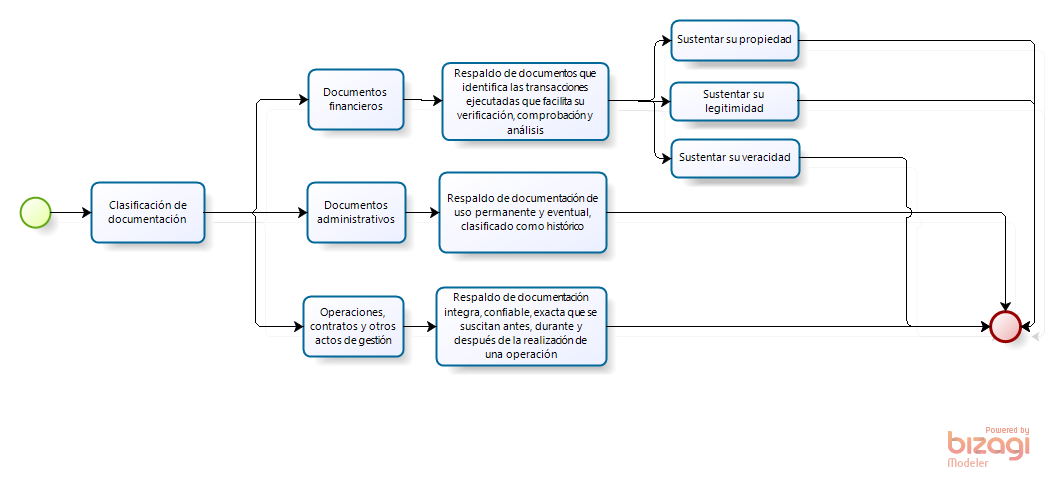 Clasificación de
documentación
Documentos
financieros
Respaldo de documentos que
identifica las transacciones
ejecutadas que facilita su
verificación, comprobación y
análisis
Sustentar su propiedad
Sustentar su
legitimidad
Sustentar su veracidad
Documentos
administrativos
Respaldo de documentación de
uso permanente y eventual,
clasificado como histórico
Operaciones,
contratos y otros
actos de gestión
Respaldo de documentación
integra, confiable, exacta que se
suscitan antes, durante y
después de la realización de
una operación
Powered by
bizagi
Modeler